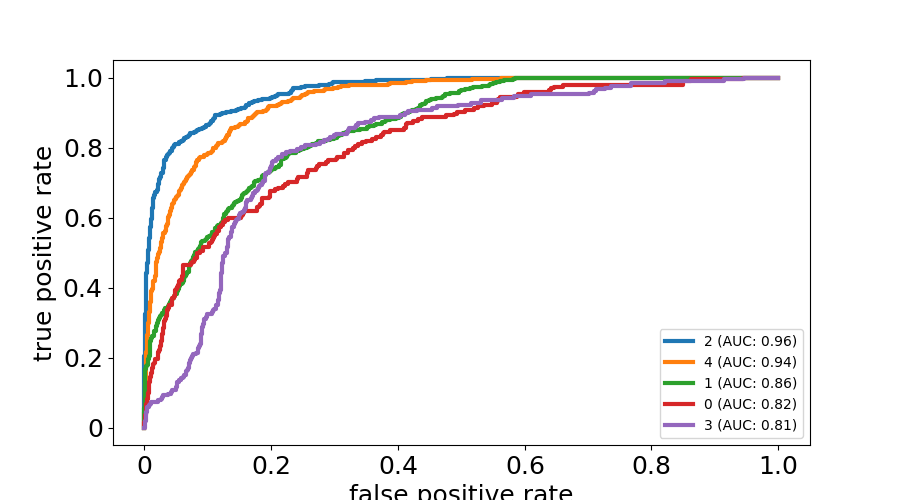 true positive rate
1.0
0.8
0.6
0.4
0.2
0
2 (AUC: 0.96)
4 (AUC: 0.94)
1 (AUC: 0.86)
0 (AUC: 0.82)
3 (AUC: 0.81)
0 0.2 0.4 0.6 0.8 1.0
false positive rate